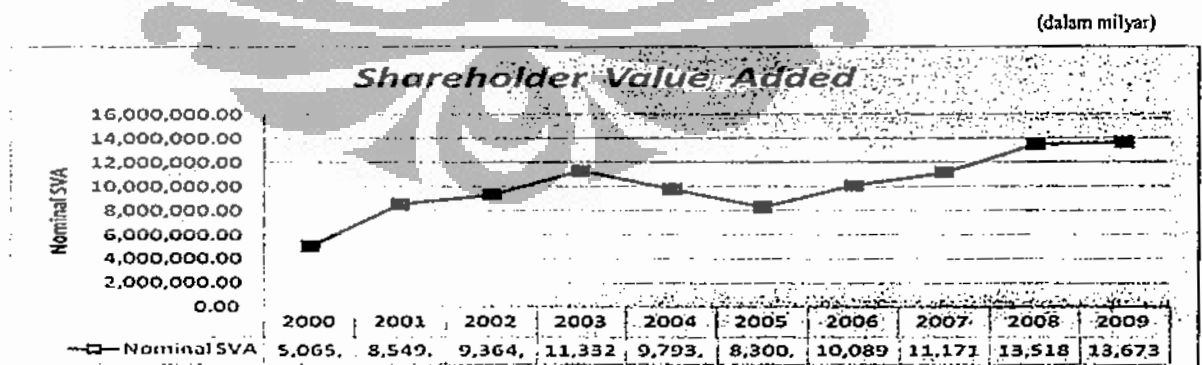 (dalam milyar)
Shareholder Value Added
Nominal SVA
16,000,000.00
14,000,000.00
12,000,000.00
10,000,000.00
8,000,000.00
6,000,000.00
4,000,000.00
2,000,000.00
0.00
2000 2001 2002 2003 2004 2005 2006 2007 2008 2009
Nominal SVA 5,065, 8,549, 9,364, 11,332 9,793, 8,300, 10,089 11,171 13,518 13,673